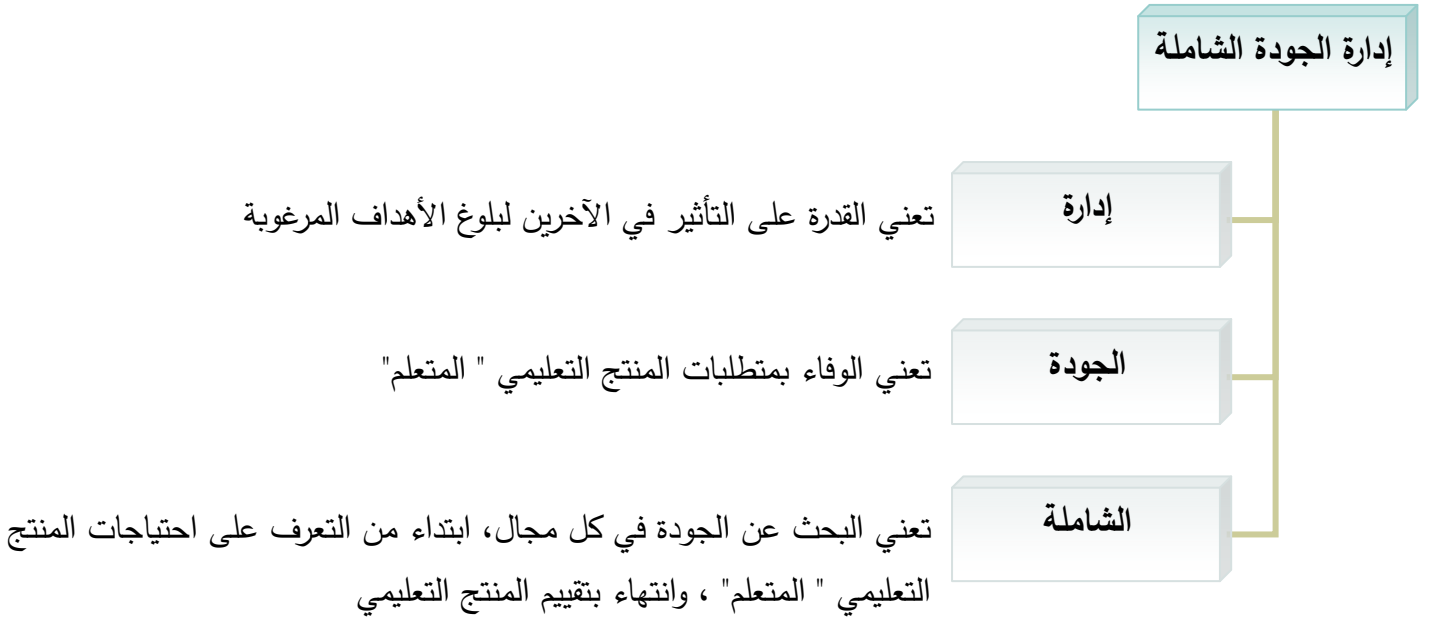 إدارة الجودة الشاملة
إدارة
تعني القدرة على التأثير في الآخرين لبلوغ الأهداف المرغوبة
الجودة
تعني الوفاء بمتطلبات المنتج التعليمي " المتعلم"
الشاملة
تعني البحث عن الجودة في كل مجال، ابتداء من التعرف على احتياجات المنتج
التعليمي " المتعلم" ، وانتهاء بتقييم المنتج التعليمي